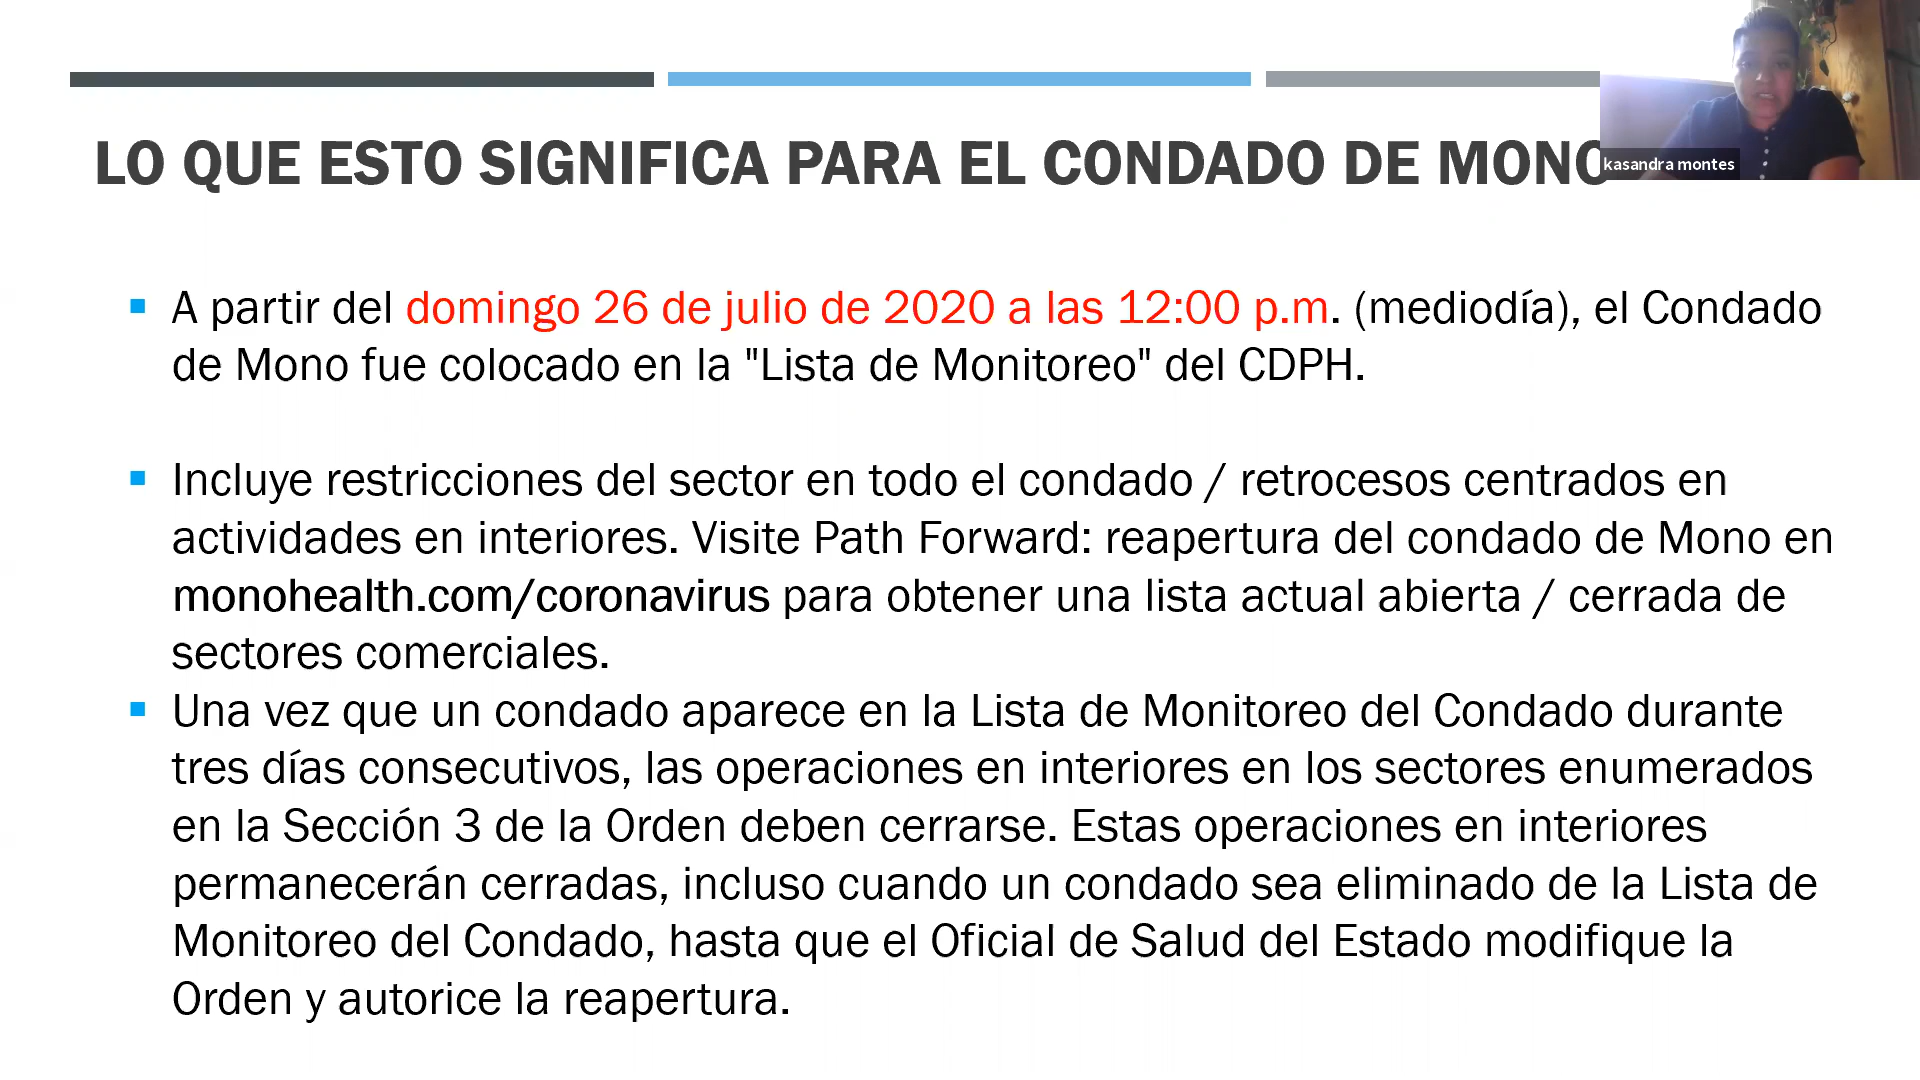 LO QUE ESTO SIGNIFICA PARA EL CONDADO DE MONO
kasandra montes
A partir del domingo 26 de julio de 2020 a las 12:00 p.m. (mediodía), el Condado
de Mono fue colocado en la "Lista de Monitoreo" del CDPH.
Incluye restricciones del sector en todo el condado / retrocesos centrados en
actividades en interiores. Visite Path Forward: reapertura del condado de Mono en
monohealth.com/coronavirus para obtener una lista actual abierta / cerrada de
sectores comerciales.
Una vez que un condado aparece en la Lista de Monitoreo del Condado durante
tres días consecutivos, las operaciones en interiores en los sectores enumerados
en la Sección 3 de la Orden deben cerrarse. Estas operaciones en interiores
permanecerán cerradas, incluso cuando un condado sea eliminado de la Lista de
Monitoreo del Condado, hasta que el Oficial de Salud del Estado modifique la
Orden y autorice la reapertura.